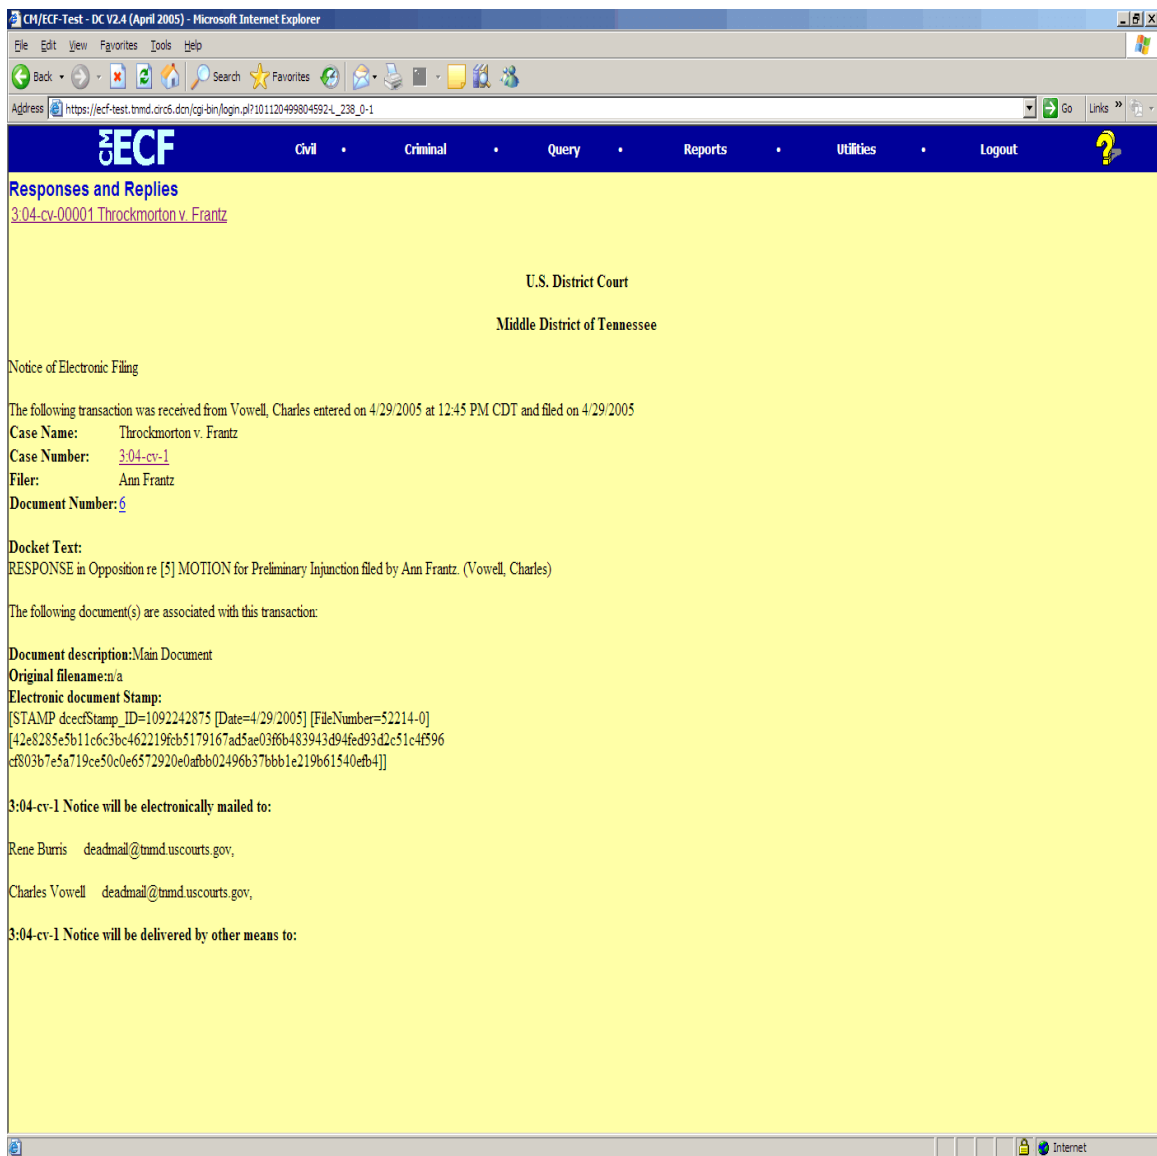 CM/ECF-Test - DC V2.4 (April 2005) - Microsoft Internet Explorer
File Edit View Favorites Tools Help
Back Search Favorites
Address https://ecf-test.tnmd.circ6.dcn/cgi-bin/login.pl?101120499804592-L_238_0-1 Go Links »
CM ECF Civil • Criminal • Query • Reports • Utilities • Logout ?
Responses and Replies
3:04-cv-00001 Throckmorton v. Frantz
U.S. District Court
Middle District of Tennessee
Notice of Electronic Filing
The following transaction was received from Vowell, Charles entered on 4/29/2005 at 12:45 PM CDT and filed on 4/29/2005
Case Name: Throckmorton v. Frantz
Case Number: 3:04-cv-1
Filer: Ann Frantz
Document Number: 6
Docket Text:
RESPONSE in Opposition re [5] MOTION for Preliminary Injunction filed by Ann Frantz. (Vowell, Charles)
The following document(s) are associated with this transaction:
Document description:Main Document
Original filename:n/a
Electronic document Stamp:
[STAMP dcecfStamp_ID=1092242875 [Date=4/29/2005] [FileNumber=52214-0]
[42e8285e5b11c6c3bc462219fcb5179167ad5ae03f6b483943d94fed93d2c51c4f596
cf803b7e5a719ce50c0e6572920e0afbb02496b37bbb1e219b61540efb4]]
3:04-cv-1 Notice will be electronically mailed to:
Rene Burris deadmail@tnmd.uscourts.gov,
Charles Vowell deadmail@tnmd.uscourts.gov,
3:04-cv-1 Notice will be delivered by other means to:
Internet